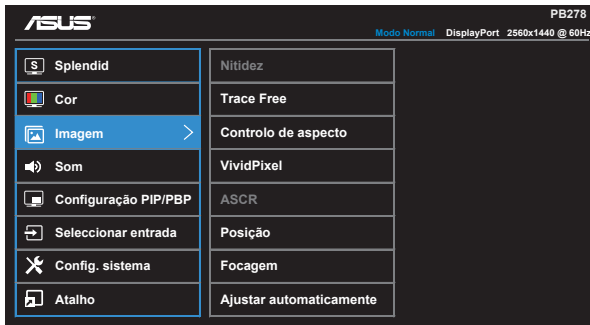 ASUS
PB278
Modo Normal DisplayPort 2560x1440 @ 60Hz
S Splendid
Cor
Imagem
Som
Configuração PIP/PBP
Seleccionar entrada
Config. sistema
Atalho
Nitidez
Trace Free
Controlo de aspecto
VividPixel
ASCR
Posição
Focagem
Ajustar automaticamente